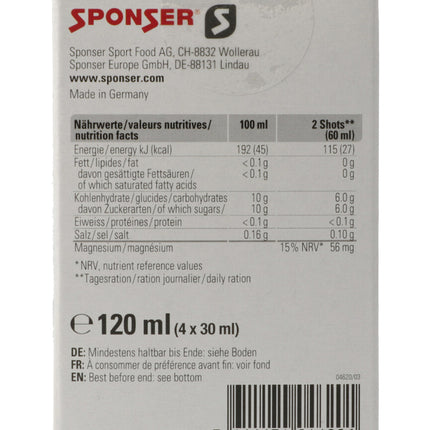 SPONSER S
Sponser Sport Food AG, CH-8832 Wollerau
Sponser Europe GmbH, DE-88131 Lindau
www.sponser.com
Made in Germany
Nährwerte/valeurs nutritives/ nutrition facts 100 ml 2 Shots** (60 ml)
Energie/energy kJ (kcal) 192 (45) 115 (27)
Fett/lipides/fat < 0.1 g 0 g
davon gesättigte Fettsäuren/ of which saturated fatty acids < 0.1 g 0 g
Kohlenhydrate/glucides/carbohydrates 10 g 6.0 g
davon Zuckerarten/of which sugars/ 10 g 6.0 g
Eiweiss/protéines/protein < 0.1 g < 0.1 g
Salz/sel/salt 0.16 g 0.10 g
Magnesium/magnésium 15% NRV* 56 mg
* NRV, nutrient reference values
**Tagesration/ration journalier/daily ration
℮ 120 ml (4 x 30 ml)
DE: Mindestens haltbar bis Ende: siehe Boden
FR: À consommer de préférence avant fin: voir fond
EN: Best before end: see bottom
04620/03